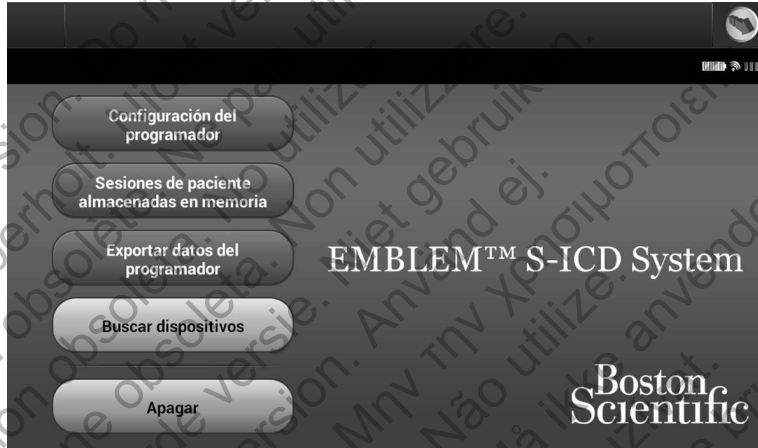 Configuración del
programador
Sesiones de paciente
almacenadas en memoria
Exportar datos del
programador
EMBLEM™ S-ICD System
Buscar dispositivos
Apagar
Boston
Scientific